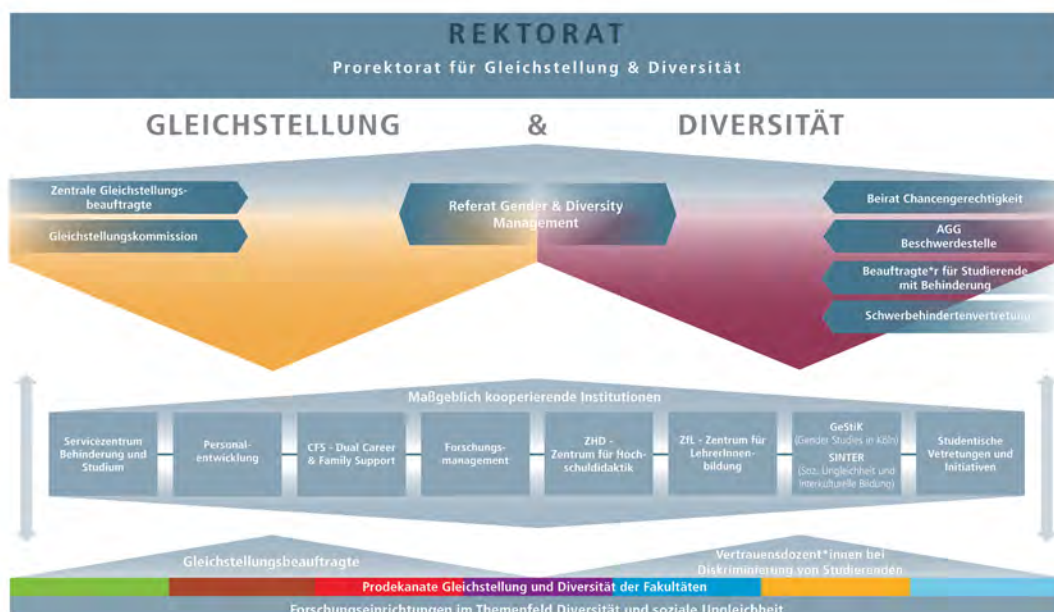 REKTORAT
Prorektorat für Gleichstellung & Diversität
GLEICHSTELLUNG & DIVERSITÄT
Zentrale Gleichstellungs-
beauftragte
Gleichstellungskommission
Referat Gender & Diversity
Management
Beirat Chancengerechtigkeit
AGG
Beschwerdestelle
Beauftragte*r für Studierende
mit Behinderung
Schwerbehindertenvertretung
Maßgeblich kooperierende Institutionen
Servicezentrum
Behinderung und
Studium
Personal-
entwicklung
CFS - Dual Career
& Family Support
Forschungs-
management
ZHD -
Zentrum für Hoch-
schuldidaktik
ZfL - Zentrum für
LehrerInnen-
bildung
GeStiK
(Gender Studies in Köln)
SINTER
(Soz. Ungleichheit und
Interkulturelle Bildung)
Studentische
Vetretungen und
Initiativen
Gleichstellungsbeauftragte
Vertrauensdozent*innen bei
Diskriminierung von Studierenden
Prodekanate Gleichstellung und Diversität der Fakultäten
Forschungseinrichtungen im Themenfeld Diversität und soziale Ungleichheit